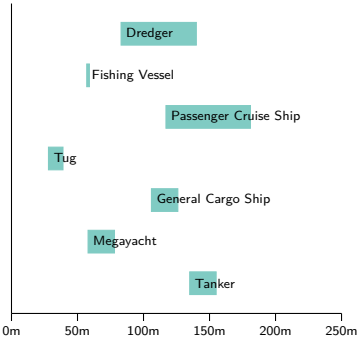 Dredger
Fishing Vessel
Passenger Cruise Ship
Tug
General Cargo Ship
Megayacht
Tanker
0m 50m 100m 150m 200m 250m